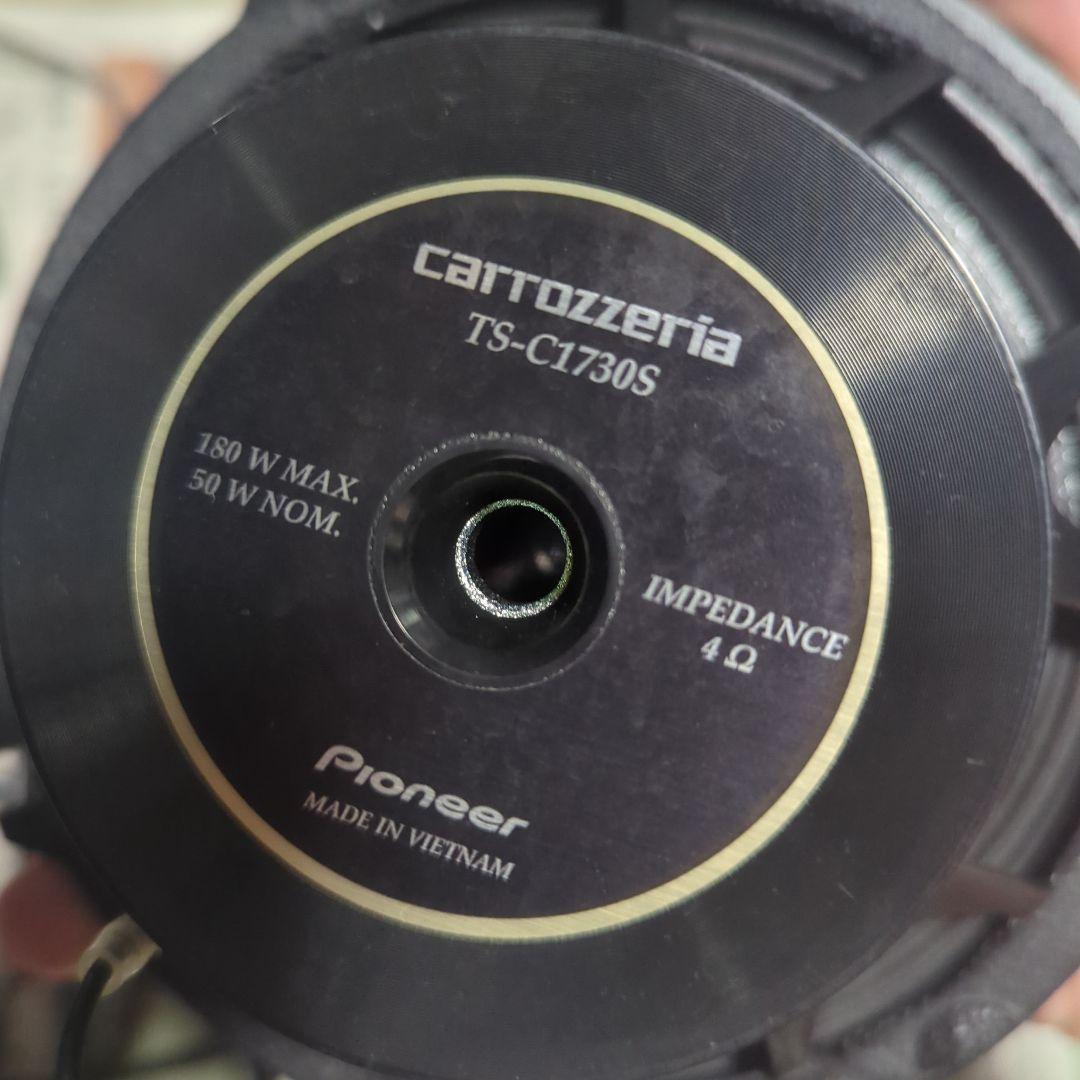 carrozzeria
TS-C1730S
180 W MAX.
50 W NOM.
IMPEDANCE
4 Ω
Pioneer
MADE IN VIETNAM